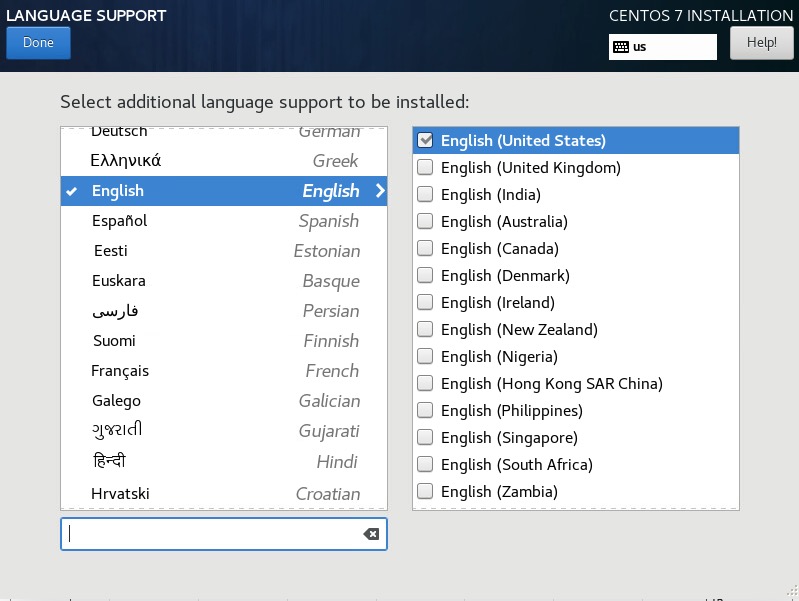 LANGUAGE SUPPORT
CENTOS 7 INSTALLATION
Done
us
Help!
Select additional language support to be installed:
Deutsch German
Ελληνικά Greek
English English
Español Spanish
Eesti Estonian
Euskara Basque
فارسی Persian
Suomi Finnish
Français French
Galego Galician
ગુજરાતી Gujarati
हिन्दी Hindi
Hrvatski Croatian
English (United States)
English (United Kingdom)
English (India)
English (Australia)
English (Canada)
English (Denmark)
English (Ireland)
English (New Zealand)
English (Nigeria)
English (Hong Kong SAR China)
English (Philippines)
English (Singapore)
English (South Africa)
English (Zambia)